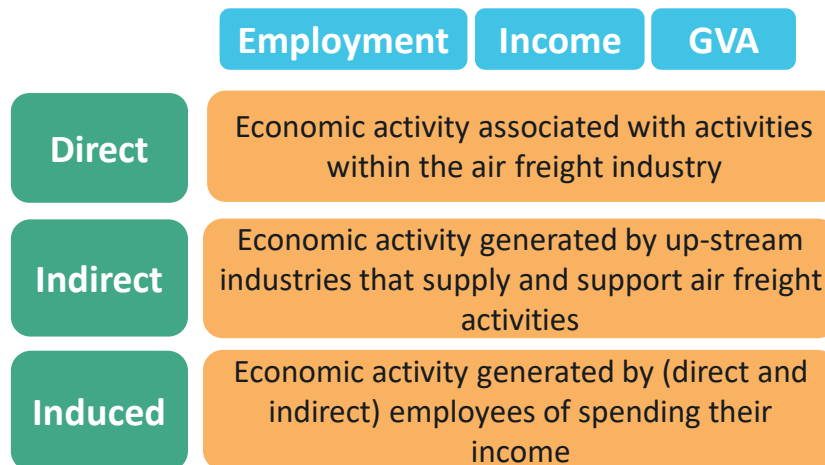 Employment Income GVA
Direct
Economic activity associated with activities
within the air freight industry
Indirect
Economic activity generated by up-stream
industries that supply and support air freight
activities
Induced
Economic activity generated by (direct and
indirect) employees of spending their
income